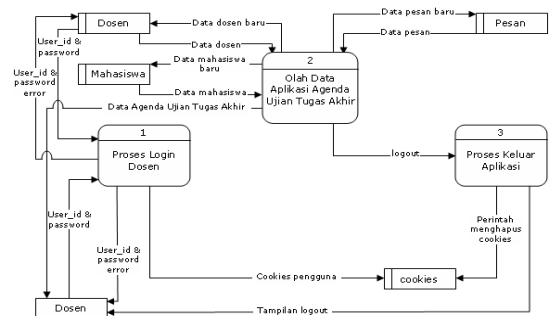 Dosen
Data dosen baru
Data pesan baru
Pesan
User_id &
password
Data dosen
Data pesan
2
Olah Data
Aplikasi Agenda
Ujian Tugas Akhir
Data mahasiswa
baru
Mahasiswa
User_id &
password
error
Data mahasiswa
Data Agenda Ujian Tugas Akhir
1
Proses Login
Dosen
3
Proses Keluar
Aplikasi
logout
User_id &
password
User_id &
password
error
Perintah
menghapus
cookies
Cookies pengguna
cookies
Dosen
Tampilan logout